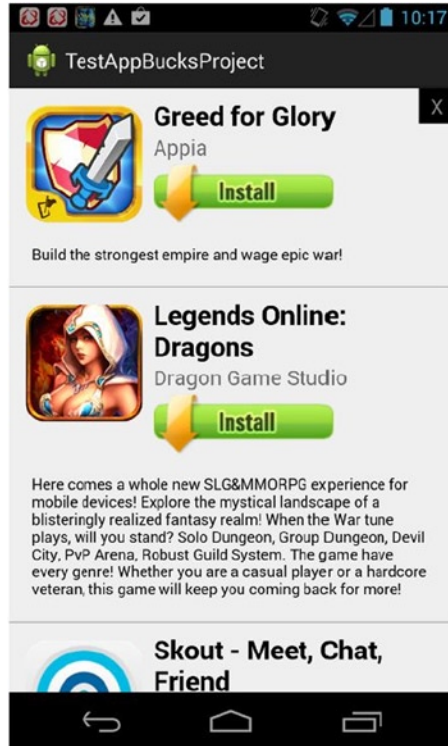 10:17
TestAppBucksProject
X
Greed for Glory
Appia
Install
Build the strongest empire and wage epic war!
Legends Online:
Dragons
Dragon Game Studio
Install
Here comes a whole new SLG&MMORPG experience for
mobile devices! Explore the mystical landscape of a
blisteringly realized fantasy realm! When the War tune
plays, will you stand? Solo Dungeon, Group Dungeon, Devil
City, PvP Arena, Robust Guild System. The game have
every genre! Whether you are a casual player or a hardcore
veteran, this game will keep you coming back for more!
Skout - Meet, Chat,
Friend